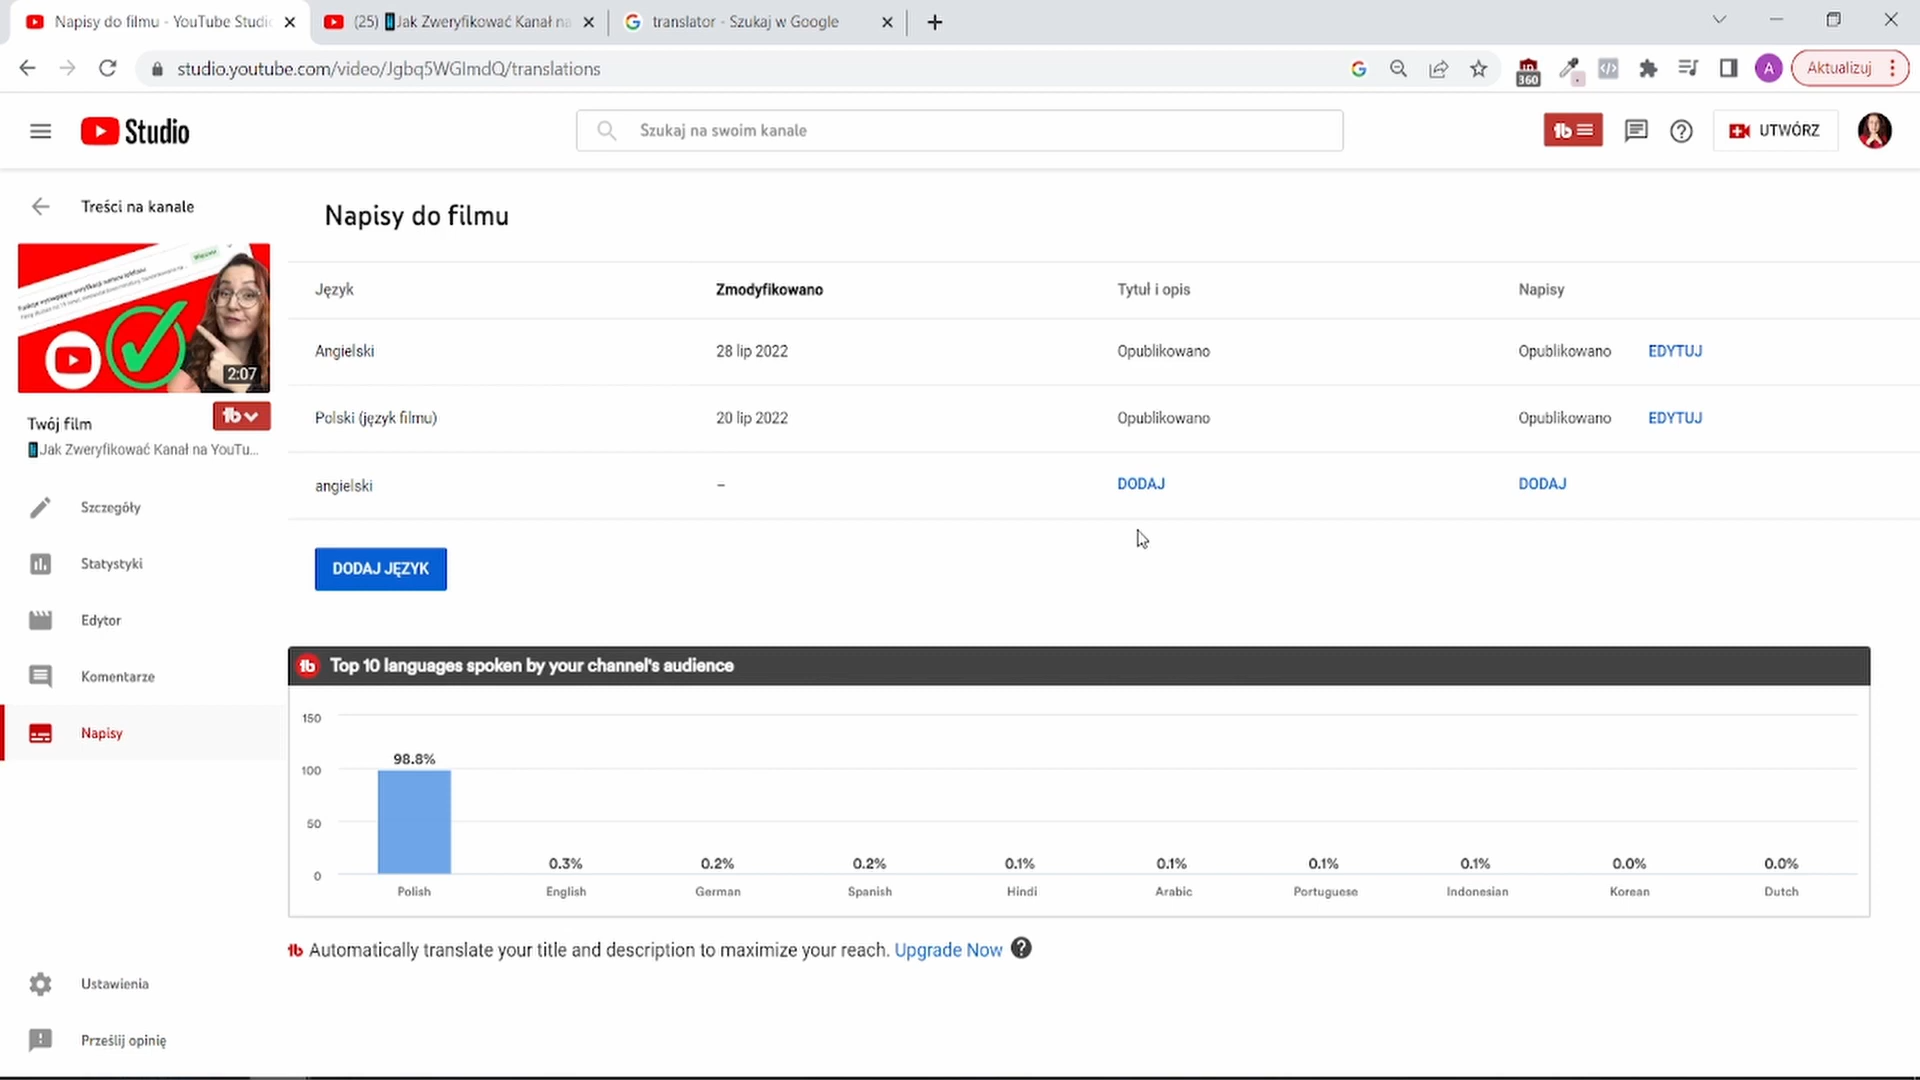 Napisy do filmu - YouTube Studio
(25) Jak Zweryfikować Kanał na
translator - Szukaj w Google
studio.youtube.com/video/Jgbq5WGlmdQ/translations
360
A
Aktualizuj
Studio
Szukaj na swoim kanale
UTWÓRZ
Treści na kanale
Napisy do filmu
Język Zmodyfikowano Tytuł i opis Napisy
Angielski 28 lip 2022 Opublikowano Opublikowano EDYTUJ
Polski (język filmu) 20 lip 2022 Opublikowano Opublikowano EDYTUJ
angielski – DODAJ DODAJ
DODAJ JĘZYK
2:07
Twój film
Jak Zweryfikować Kanał na YouTu...
Szczegóły
Statystyki
Edytor
Komentarze
Napisy
Ustawienia
Prześlij opinię
Top 10 languages spoken by your channel's audience
150
100
50
0
98.8% 0.3% 0.2% 0.2% 0.1% 0.1% 0.1% 0.1% 0.0% 0.0%
Polish English German Spanish Hindi Arabic Portuguese Indonesian Korean Dutch
Automatically translate your title and description to maximize your reach. Upgrade Now